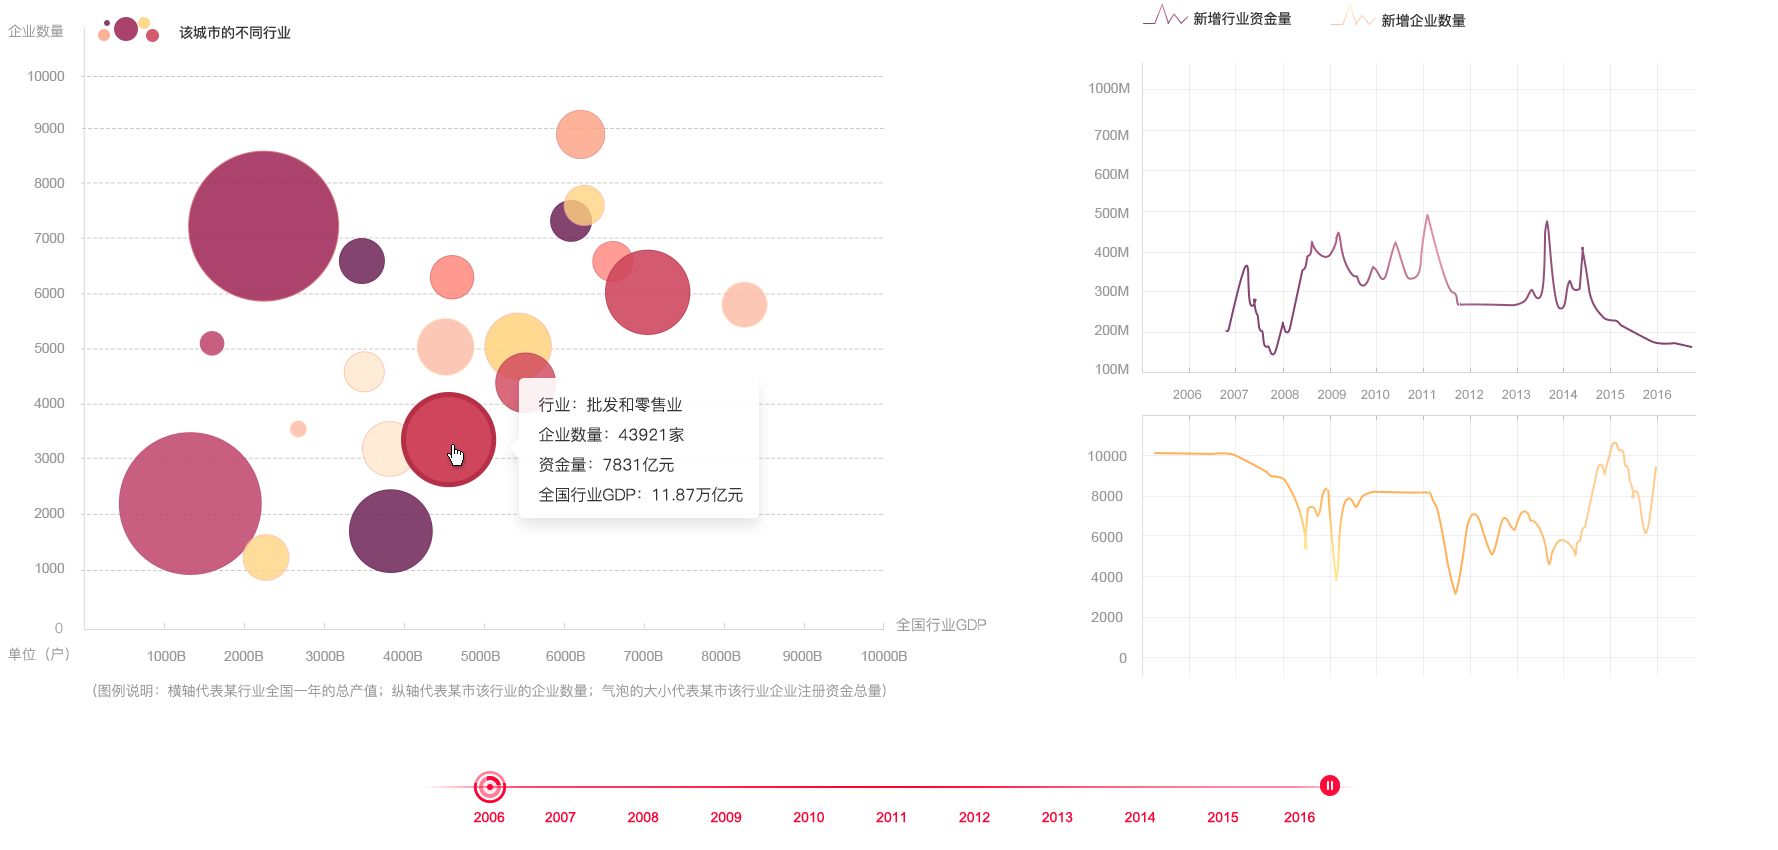 企业数量
该城市的不同行业
10000
9000
8000
7000
6000
5000
4000
3000
2000
1000
0
单位（户）
1000B
2000B
3000B
4000B
5000B
6000B
7000B
8000B
9000B
10000B
全国行业GDP
行业：批发和零售业
企业数量：43921家
资金量：7831亿元
全国行业GDP：11.87万亿元
（图例说明：横轴代表某行业全国一年的总产值；纵轴代表某市该行业的企业数量；气泡的大小代表某市该行业企业注册资金总量）
新增行业资金量
新增企业数量
1000M
700M
600M
500M
400M
300M
200M
100M
2006
2007
2008
2009
2010
2011
2012
2013
2014
2015
2016
10000
8000
6000
4000
2000
0
2006
2007
2008
2009
2010
2011
2012
2013
2014
2015
2016